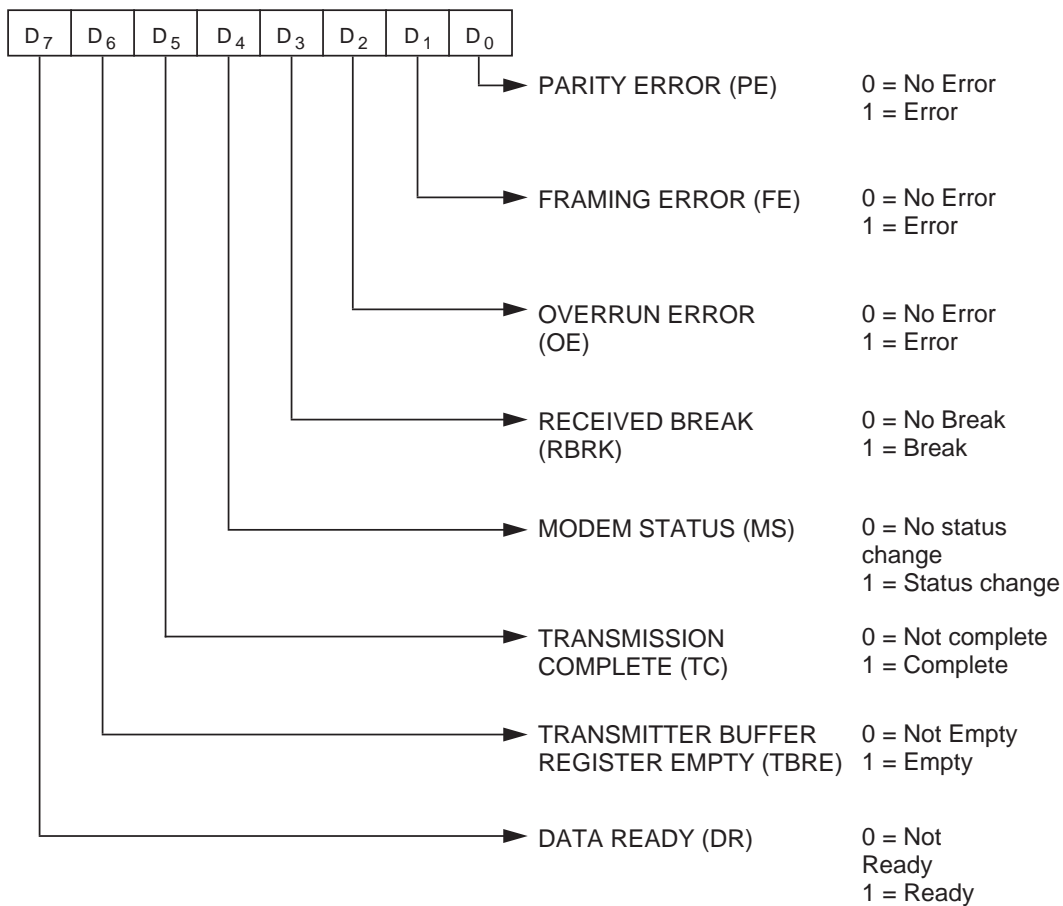 D7 D6 D5 D4 D3 D2 D1 D0
PARITY ERROR (PE)
0 = No Error
1 = Error
FRAMING ERROR (FE)
0 = No Error
1 = Error
OVERRUN ERROR
(OE)
0 = No Error
1 = Error
RECEIVED BREAK
(RBRK)
0 = No Break
1 = Break
MODEM STATUS (MS)
0 = No status
change
1 = Status change
TRANSMISSION
COMPLETE (TC)
0 = Not complete
1 = Complete
TRANSMITTER BUFFER
REGISTER EMPTY (TBRE)
0 = Not Empty
1 = Empty
DATA READY (DR)
0 = Not
Ready
1 = Ready